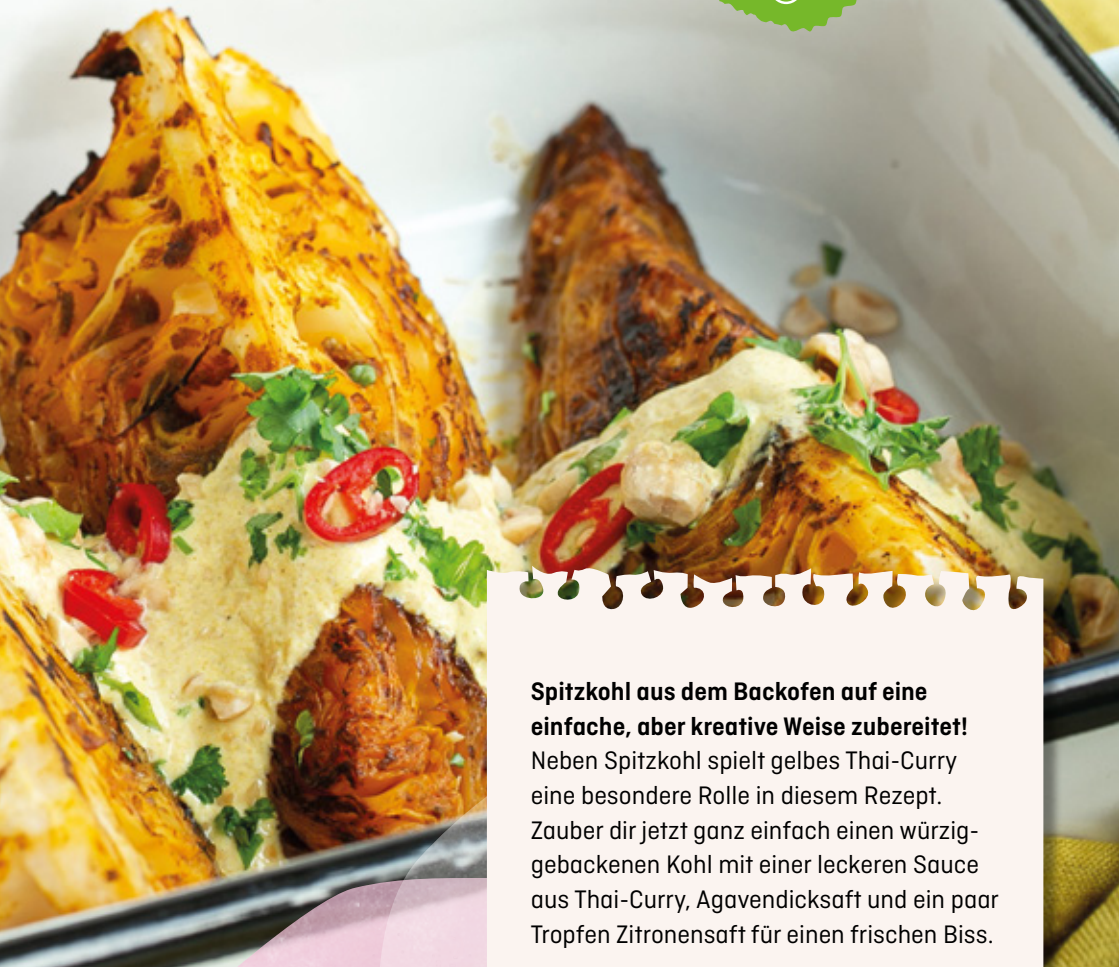 Spitzkohl aus dem Backofen auf eine
einfache, aber kreative Weise zubereitet!
Neben Spitzkohl spielt gelbes Thai-Curry
eine besondere Rolle in diesem Rezept.
Zauber dir jetzt ganz einfach einen würzig-
gebackenen Kohl mit einer leckeren Sauce
aus Thai-Curry, Agavendicksaft und ein paar
Tropfen Zitronensaft für einen frischen Biss.